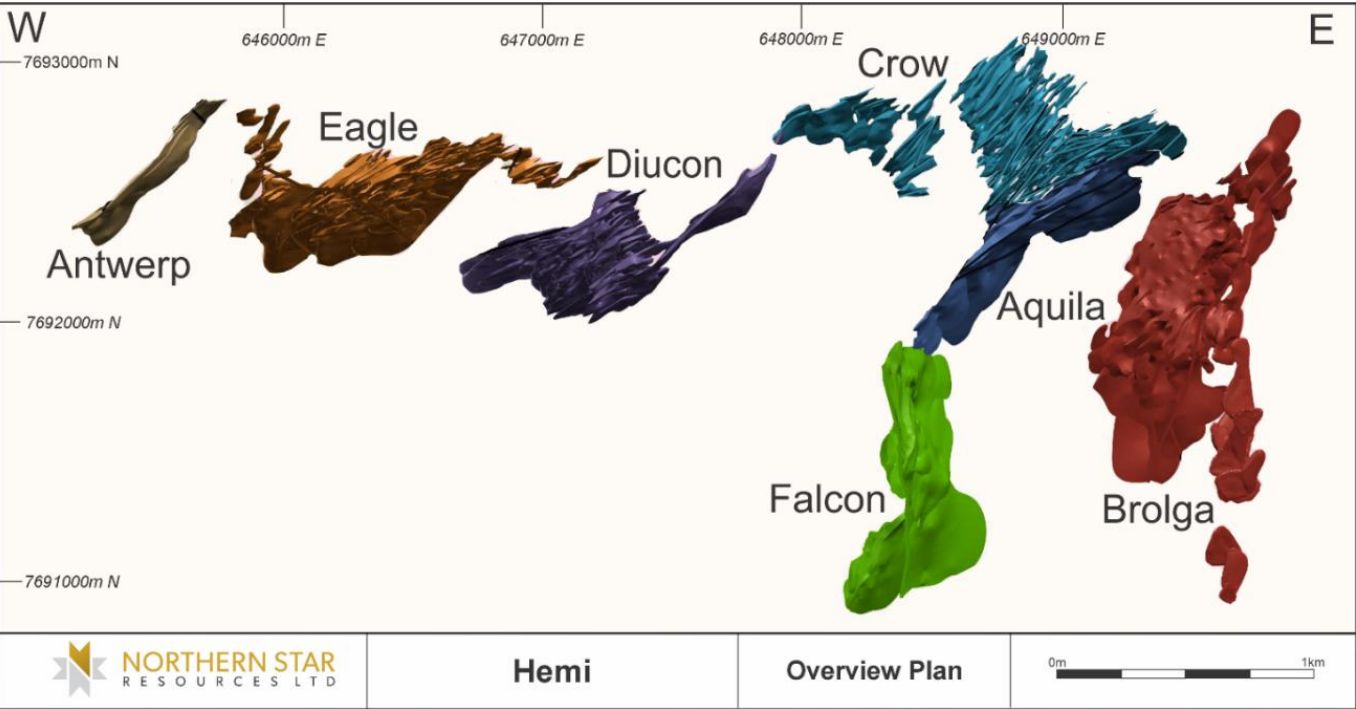 W
646000m E
647000m E
648000m E
649000m E
E
7693000m N
Crow
Eagle
Diucon
Antwerp
Aquila
7692000m N
Falcon
Brolga
7691000m N
NORTHERN STAR
RESOURCES LTD
Hemi
Overview Plan
0m
1km